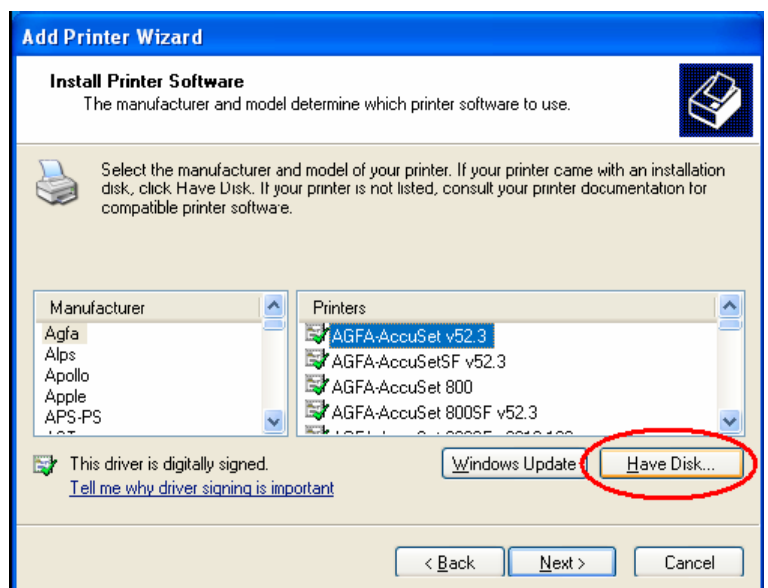 Add Printer Wizard
Install Printer Software
The manufacturer and model determine which printer software to use.
Select the manufacturer and model of your printer. If your printer came with an installation
disk, click Have Disk. If your printer is not listed, consult your printer documentation for
compatible printer software.
Manufacturer
Agfa
Alps
Apollo
Apple
APS-PS
Printers
AGFA-AccuSet v52.3
AGFA-AccuSetSF v52.3
AGFA-AccuSet 800
AGFA-AccuSet 800SF v52.3
This driver is digitally signed.
Tell me why driver signing is important
Windows Update
Have Disk...
< Back
Next >
Cancel